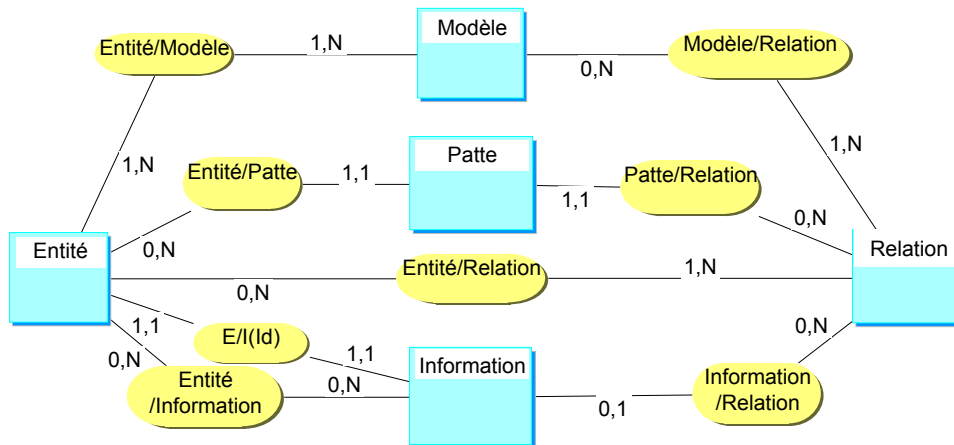 Modèle
Entité/Modèle
1,N
0,N
Modèle/Relation
1,N
1,N
Patte
Entité/Patte
1,1
1,1
Patte/Relation
0,N
0,N
Entité
Relation
Entité/Relation
0,N
1,N
1,1
E/I(Id)
1,1
0,N
0,N
Information
Entité
/Information
0,N
0,1
Information
/Relation